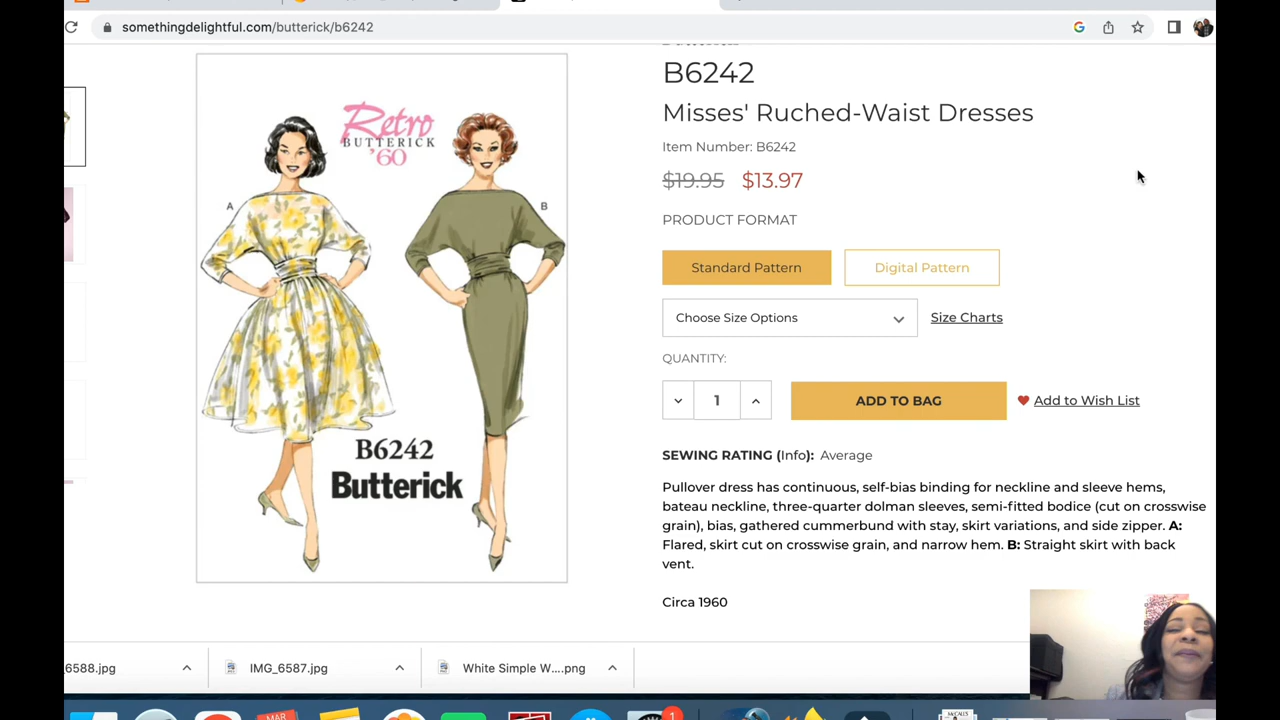 somethingdelightful.com/butterick/b6242
B6242
Misses' Ruched-Waist Dresses
Item Number: B6242
$19.95 $13.97
PRODUCT FORMAT
Standard Pattern
Digital Pattern
Choose Size Options
Size Charts
QUANTITY:
1
ADD TO BAG
Add to Wish List
SEWING RATING (Info): Average
Pullover dress has continuous, self-bias binding for neckline and sleeve hems,
bateau neckline, three-quarter dolman sleeves, semi-fitted bodice (cut on crosswise
grain), bias, gathered cummerbund with stay, skirt variations, and side zipper. A:
Flared, skirt cut on crosswise grain, and narrow hem. B: Straight skirt with back
vent.
Circa 1960
Retro
BUTTERICK
'60
A
B
B6242
Butterick
6588.jpg
IMG_6587.jpg
White Simple W....png
MAR
1
McCALL'S